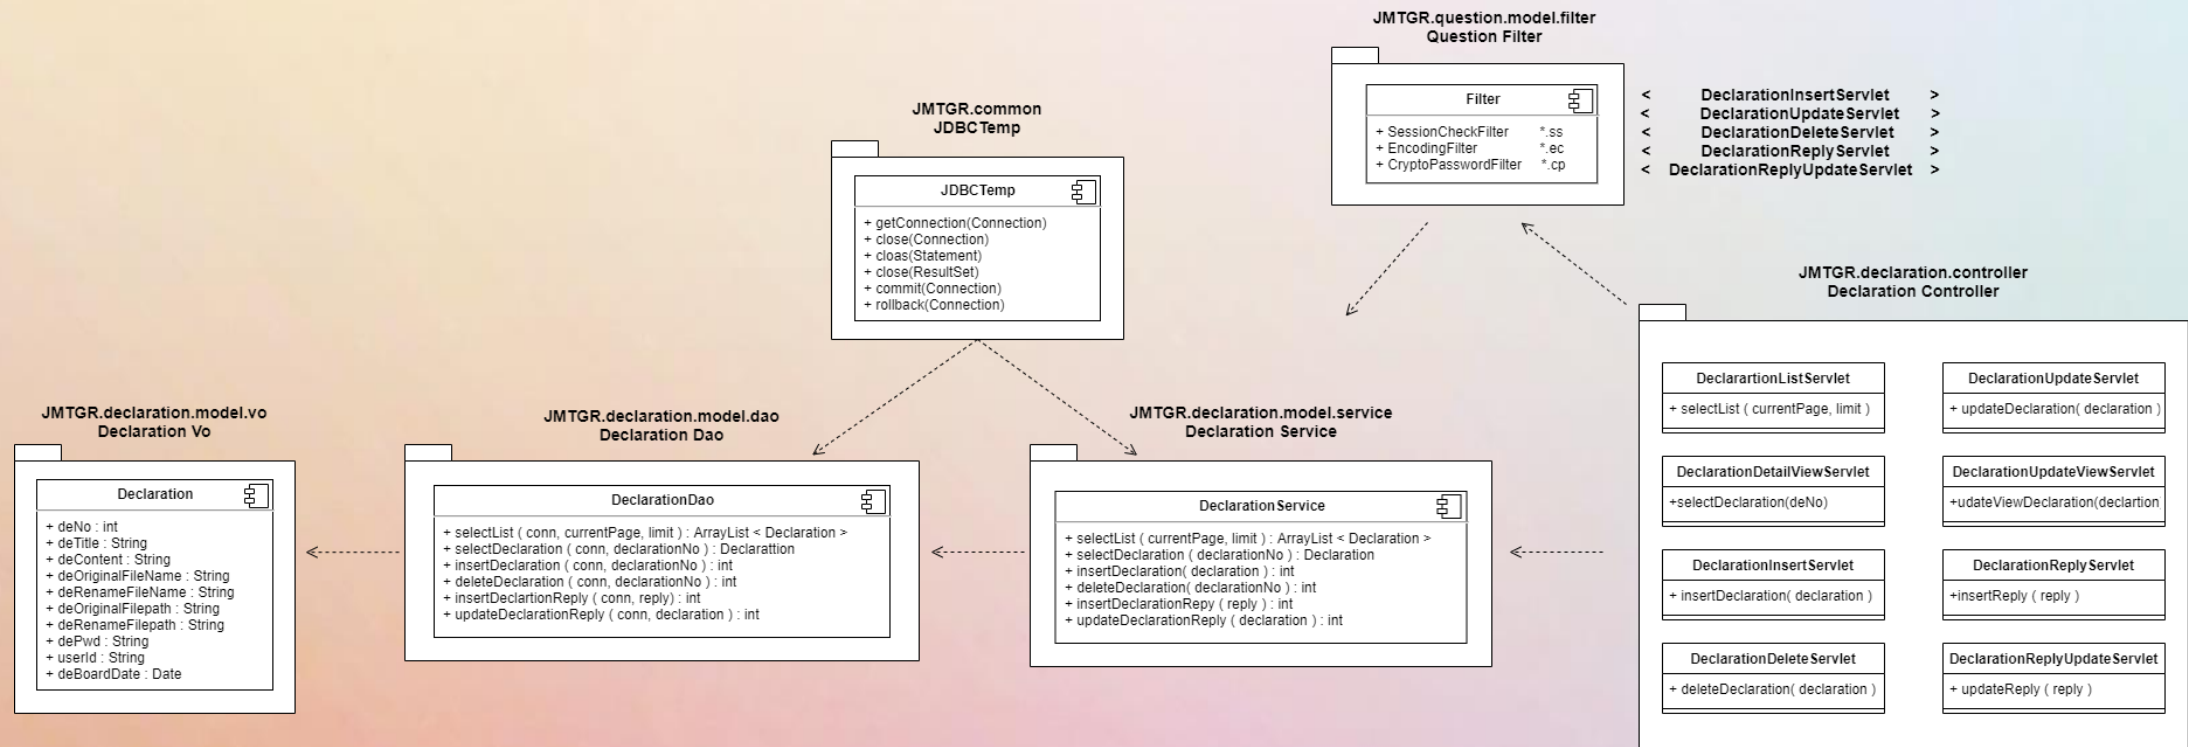 JMTGR.question.model.filter
Question Filter
Filter
+ SessionCheckFilter *.ss
+ EncodingFilter *.ec
+ CryptoPasswordFilter *.cp
< DeclarationInsertServlet >
< DeclarationUpdateServlet >
< DeclarationDeleteServlet >
< DeclarationReplyServlet >
< DeclarationReplyUpdateServlet >
JMTGR.common
JDBCTemp
JDBCTemp
+ getConnection(Connection)
+ close(Connection)
+ cloas(Statement)
+ close(ResultSet)
+ commit(Connection)
+ rollback(Connection)
JMTGR.declaration.model.vo
Declaration Vo
Declaration
+ deNo : int
+ deTitle : String
+ deContent : String
+ deOriginalFileName : String
+ deRenameFileName : String
+ deOriginalFilepath : String
+ deRenameFilepath : String
+ dePwd : String
+ userId : String
+ deBoardDate : Date
JMTGR.declaration.model.dao
Declaration Dao
DeclarationDao
+ selectList ( conn, currentPage, limit ) : ArrayList < Declaration >
+ selectDeclaration ( conn, declarationNo ) : Declaration
+ insertDeclaration ( conn, declarationNo ) : int
+ deleteDeclaration ( conn, declarationNo ) : int
+ insertDeclartionReply ( conn, reply) : int
+ updateDeclarationReply ( conn, declaration ) : int
JMTGR.declaration.model.service
Declaration Service
DeclarationService
+ selectList ( currentPage, limit ) : ArrayList < Declaration >
+ selectDeclaration ( declarationNo ) : Declaration
+ insertDeclaration( declaration ) : int
+ deleteDeclaration( declarationNo ) : int
+ insertDeclarationRepy ( reply ) : int
+ updateDeclarationReply ( declaration ) : int
JMTGR.declaration.controller
Declaration Controller
DeclarartionListServlet
+ selectList ( currentPage, limit )
DeclarationUpdateServlet
+ updateDeclaration( declaration )
DeclarationDetailViewServlet
+selectDeclaration(deNo)
DeclarationUpdateViewServlet
+udateViewDeclaration(declartion
DeclarationInsertServlet
+ insertDeclaration( declaration )
DeclarationReplyServlet
+insertReply ( reply )
DeclarationDeleteServlet
+ deleteDeclaration( declaration )
DeclarationReplyUpdateServlet
+ updateReply ( reply )